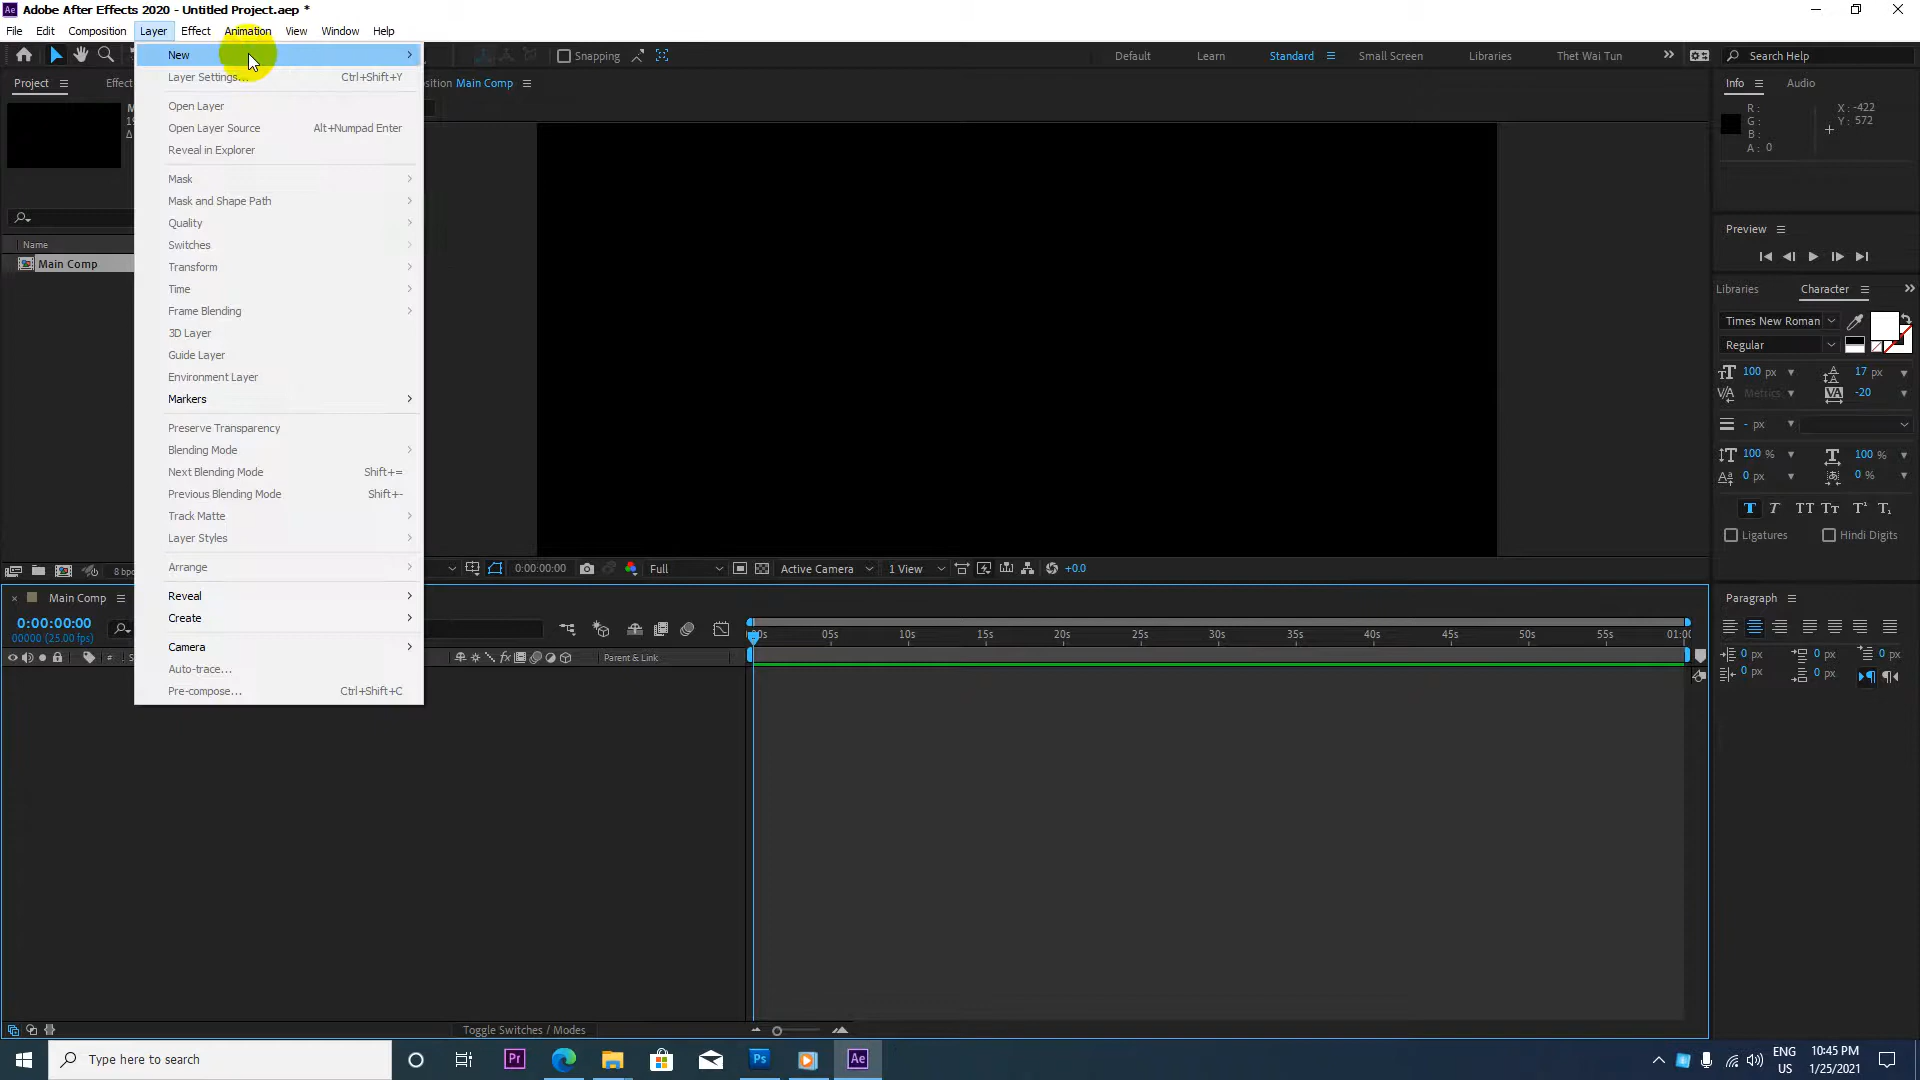 Ae Adobe After Effects 2020 - Untitled Project.aep *
File Edit Composition Layer Effect Animation View Window Help
Snapping
Default Learn Standard Small Screen Libraries Thet Wai Tun
Search Help
New
Layer Settings... Ctrl+Shift+Y
Open Layer
Open Layer Source Alt+Numpad Enter
Reveal in Explorer
Mask
Mask and Shape Path
Quality
Switches
Transform
Time
Frame Blending
3D Layer
Guide Layer
Environment Layer
Markers
Preserve Transparency
Blending Mode
Next Blending Mode Shift+=
Previous Blending Mode Shift+-
Track Matte
Layer Styles
Arrange
Reveal
Create
Camera
Auto-trace...
Pre-compose... Ctrl+Shift+C
Project
Main Comp
Name
Main Comp
Info Audio
R :
G :
B :
A : 0
X : -422
Y : 572
Preview
Libraries Character
Times New Roman
Regular
100 px 17 px
Metrics -20
- px
100 % 100 %
0 px 0 %
T T TT Tт T¹ T₁
Ligatures Hindi Digits
0:00:00:00 Full Active Camera 1 View +0.0
Main Comp
0:00:00:00
00000 (25.00 fps)
Parent & Link
05s 10s 15s 20s 25s 30s 35s 40s 45s 50s 55s
Paragraph
0 px 0 px 0 px
0 px 0 px
Toggle Switches / Modes
Type here to search
Pr Ps Ae
ENG
US
10:45 PM
1/25/2021